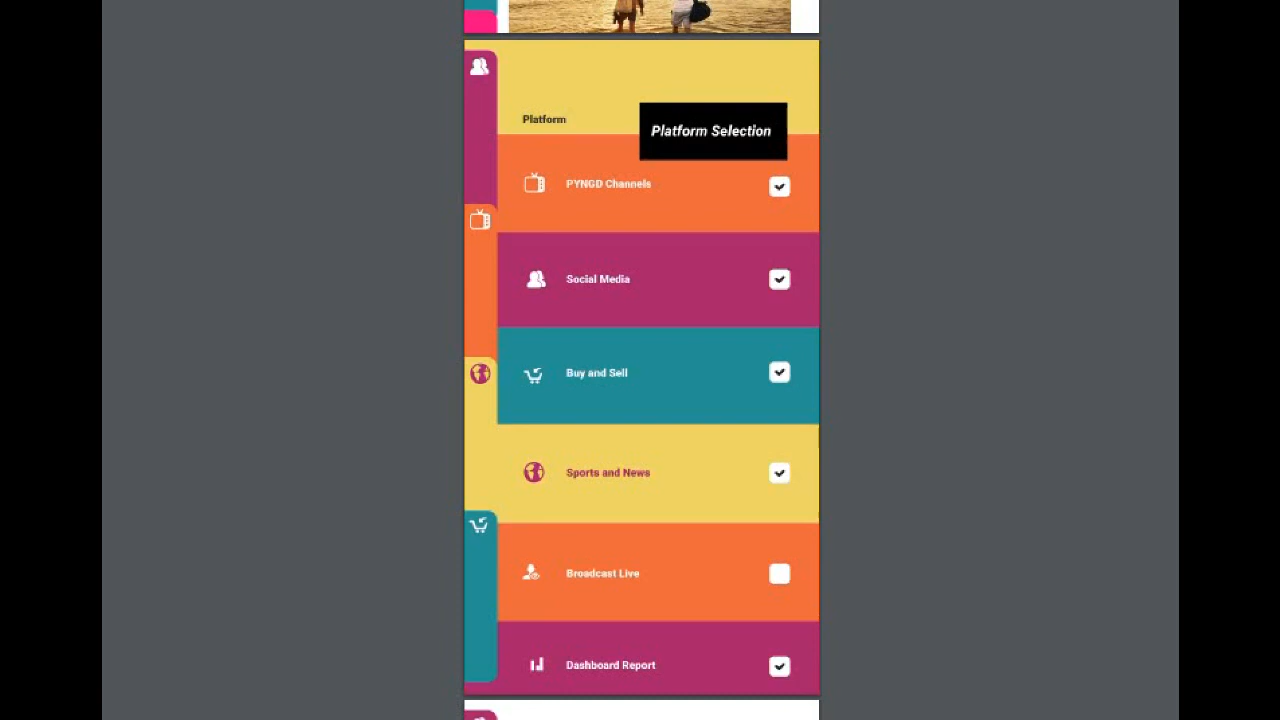 Platform
Platform Selection
PYNGD Channels
Social Media
Buy and Sell
Sports and News
Broadcast Live
Dashboard Report